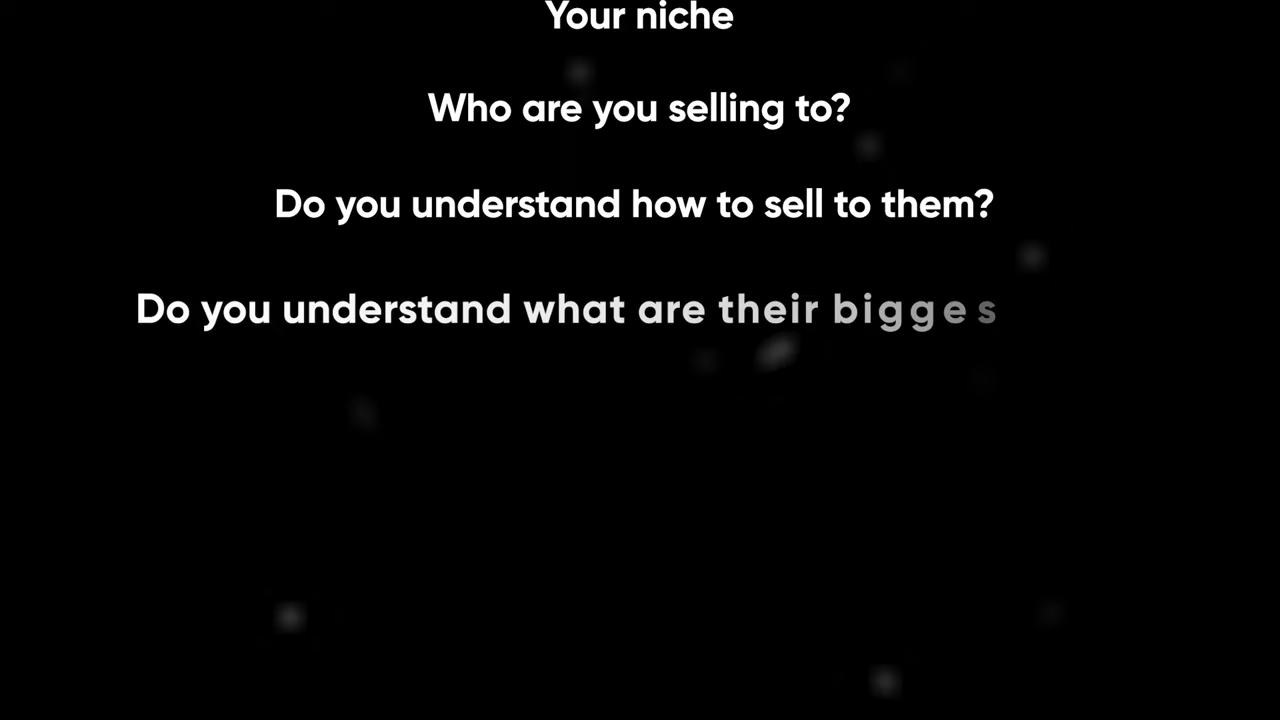 Your niche
Who are you selling to?
Do you understand how to sell to them?
Do you understand what are their bigges